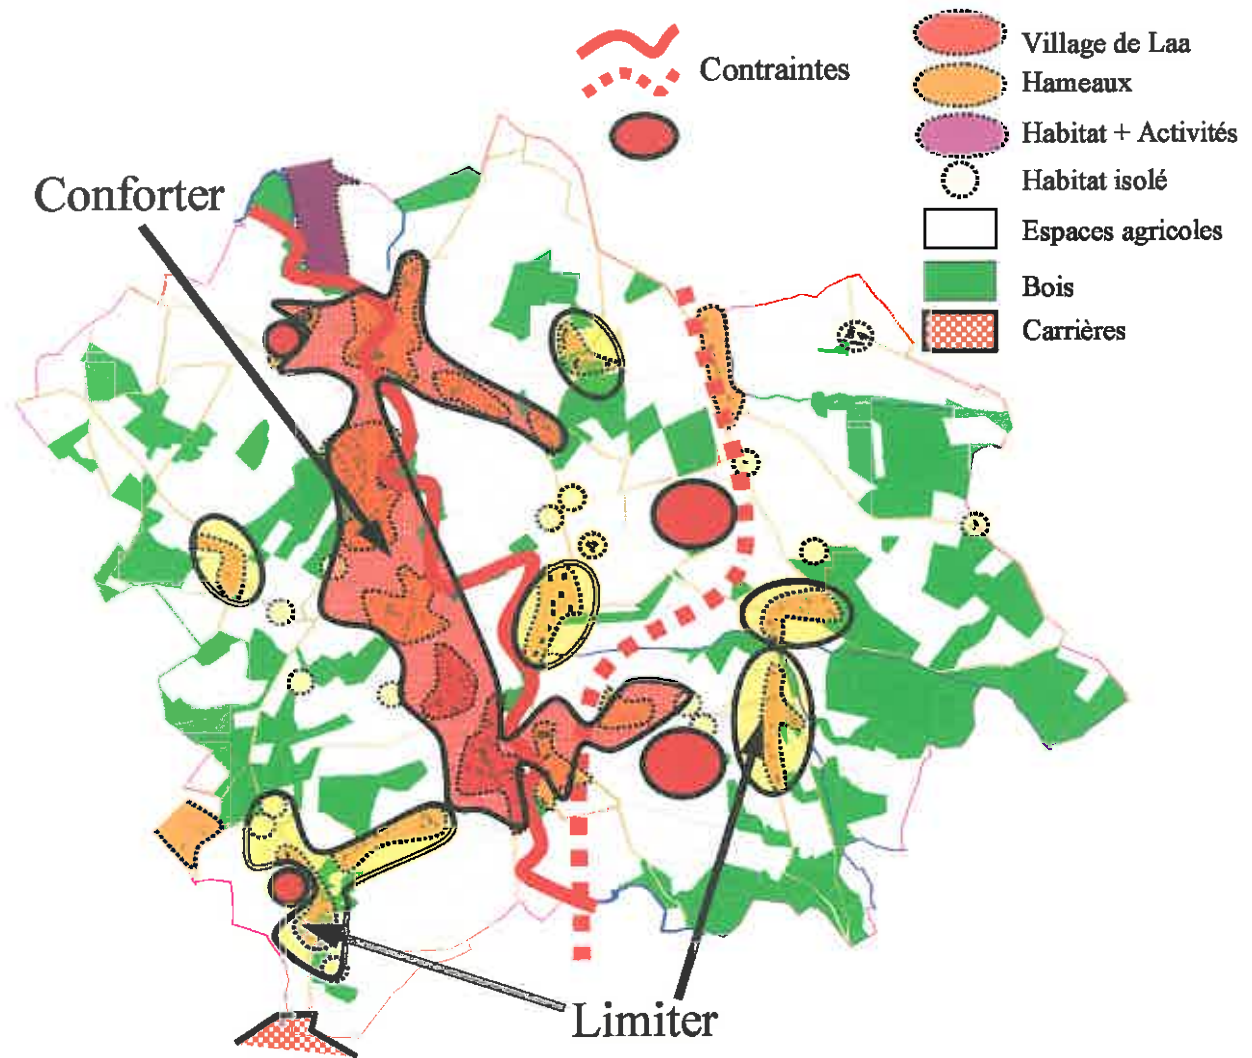 Contraintes
Village de Laa
Hameaux
Habitat + Activités
Habitat isolé
Espaces agricoles
Bois
Carrières
Conforter
Limiter